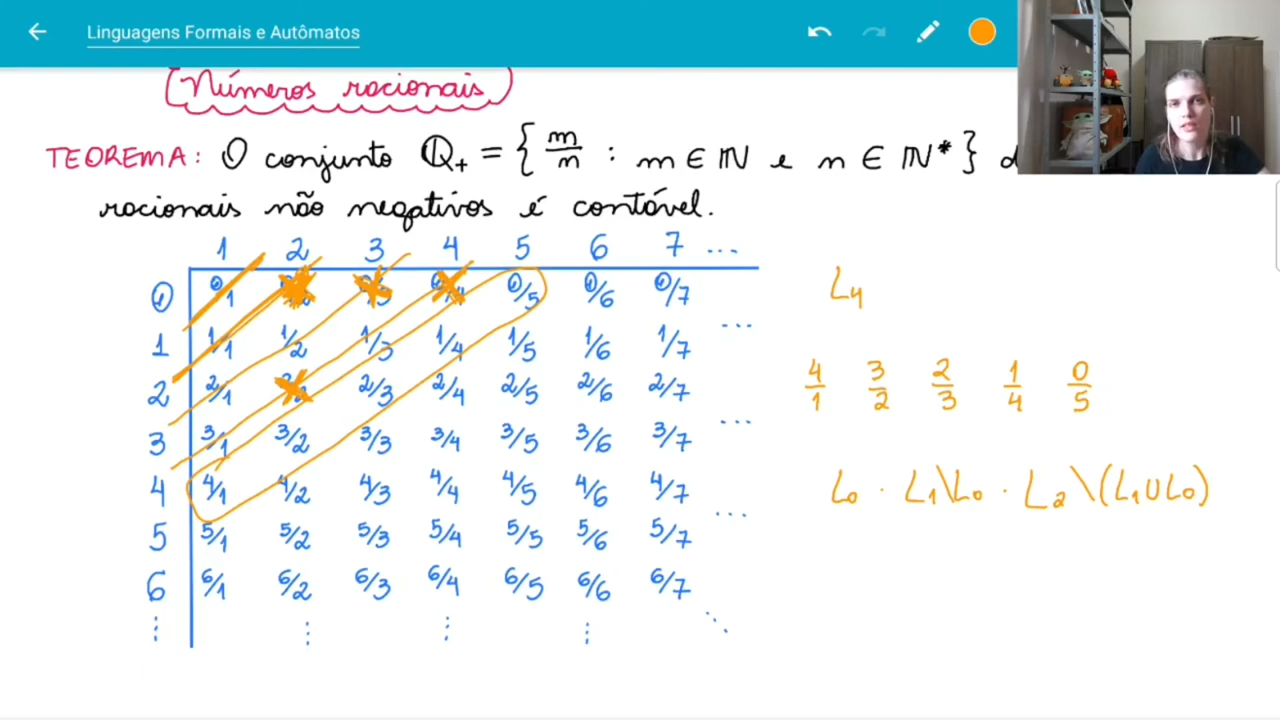 Linguagens Formais e Autômatos
(Números racionais)
TEOREMA: O conjunto ℚ₊ = { m/n : m ∈ ℕ e n ∈ ℕ* }
racionais não negativos é contável.
1 2 3 4 5 6 7 ...
0 0/1 0/5 0/6 0/7
L₄
...
1 1/1 1/2 1/3 1/4 1/5 1/6 1/7
2 2/1 2/3 2/4 2/5 2/6 2/7
4/1 3/2 2/3 1/4 0/5
...
3 3/1 3/2 3/3 3/4 3/5 3/6 3/7
4 4/1 4/2 4/3 4/4 4/5 4/6 4/7
L₀ · L₁\L₀ · L₂\(L₁∪L₀)
...
5 5/1 5/2 5/3 5/4 5/5 5/6 5/7
6 6/1 6/2 6/3 6/4 6/5 6/6 6/7
⋮ ⋮ ⋮ ⋮ ⋱